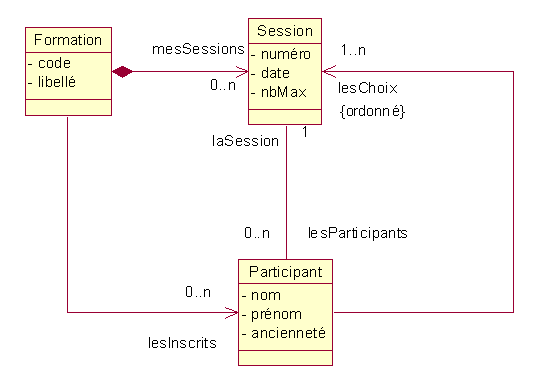 Formation
- code
- libellé
mesSessions
0..n
Session
- numéro
- date
- nbMax
1..n
lesChoix
{ordonné}
laSession
1
0..n
lesParticipants
Participant
- nom
- prénom
- ancienneté
0..n
lesInscrits